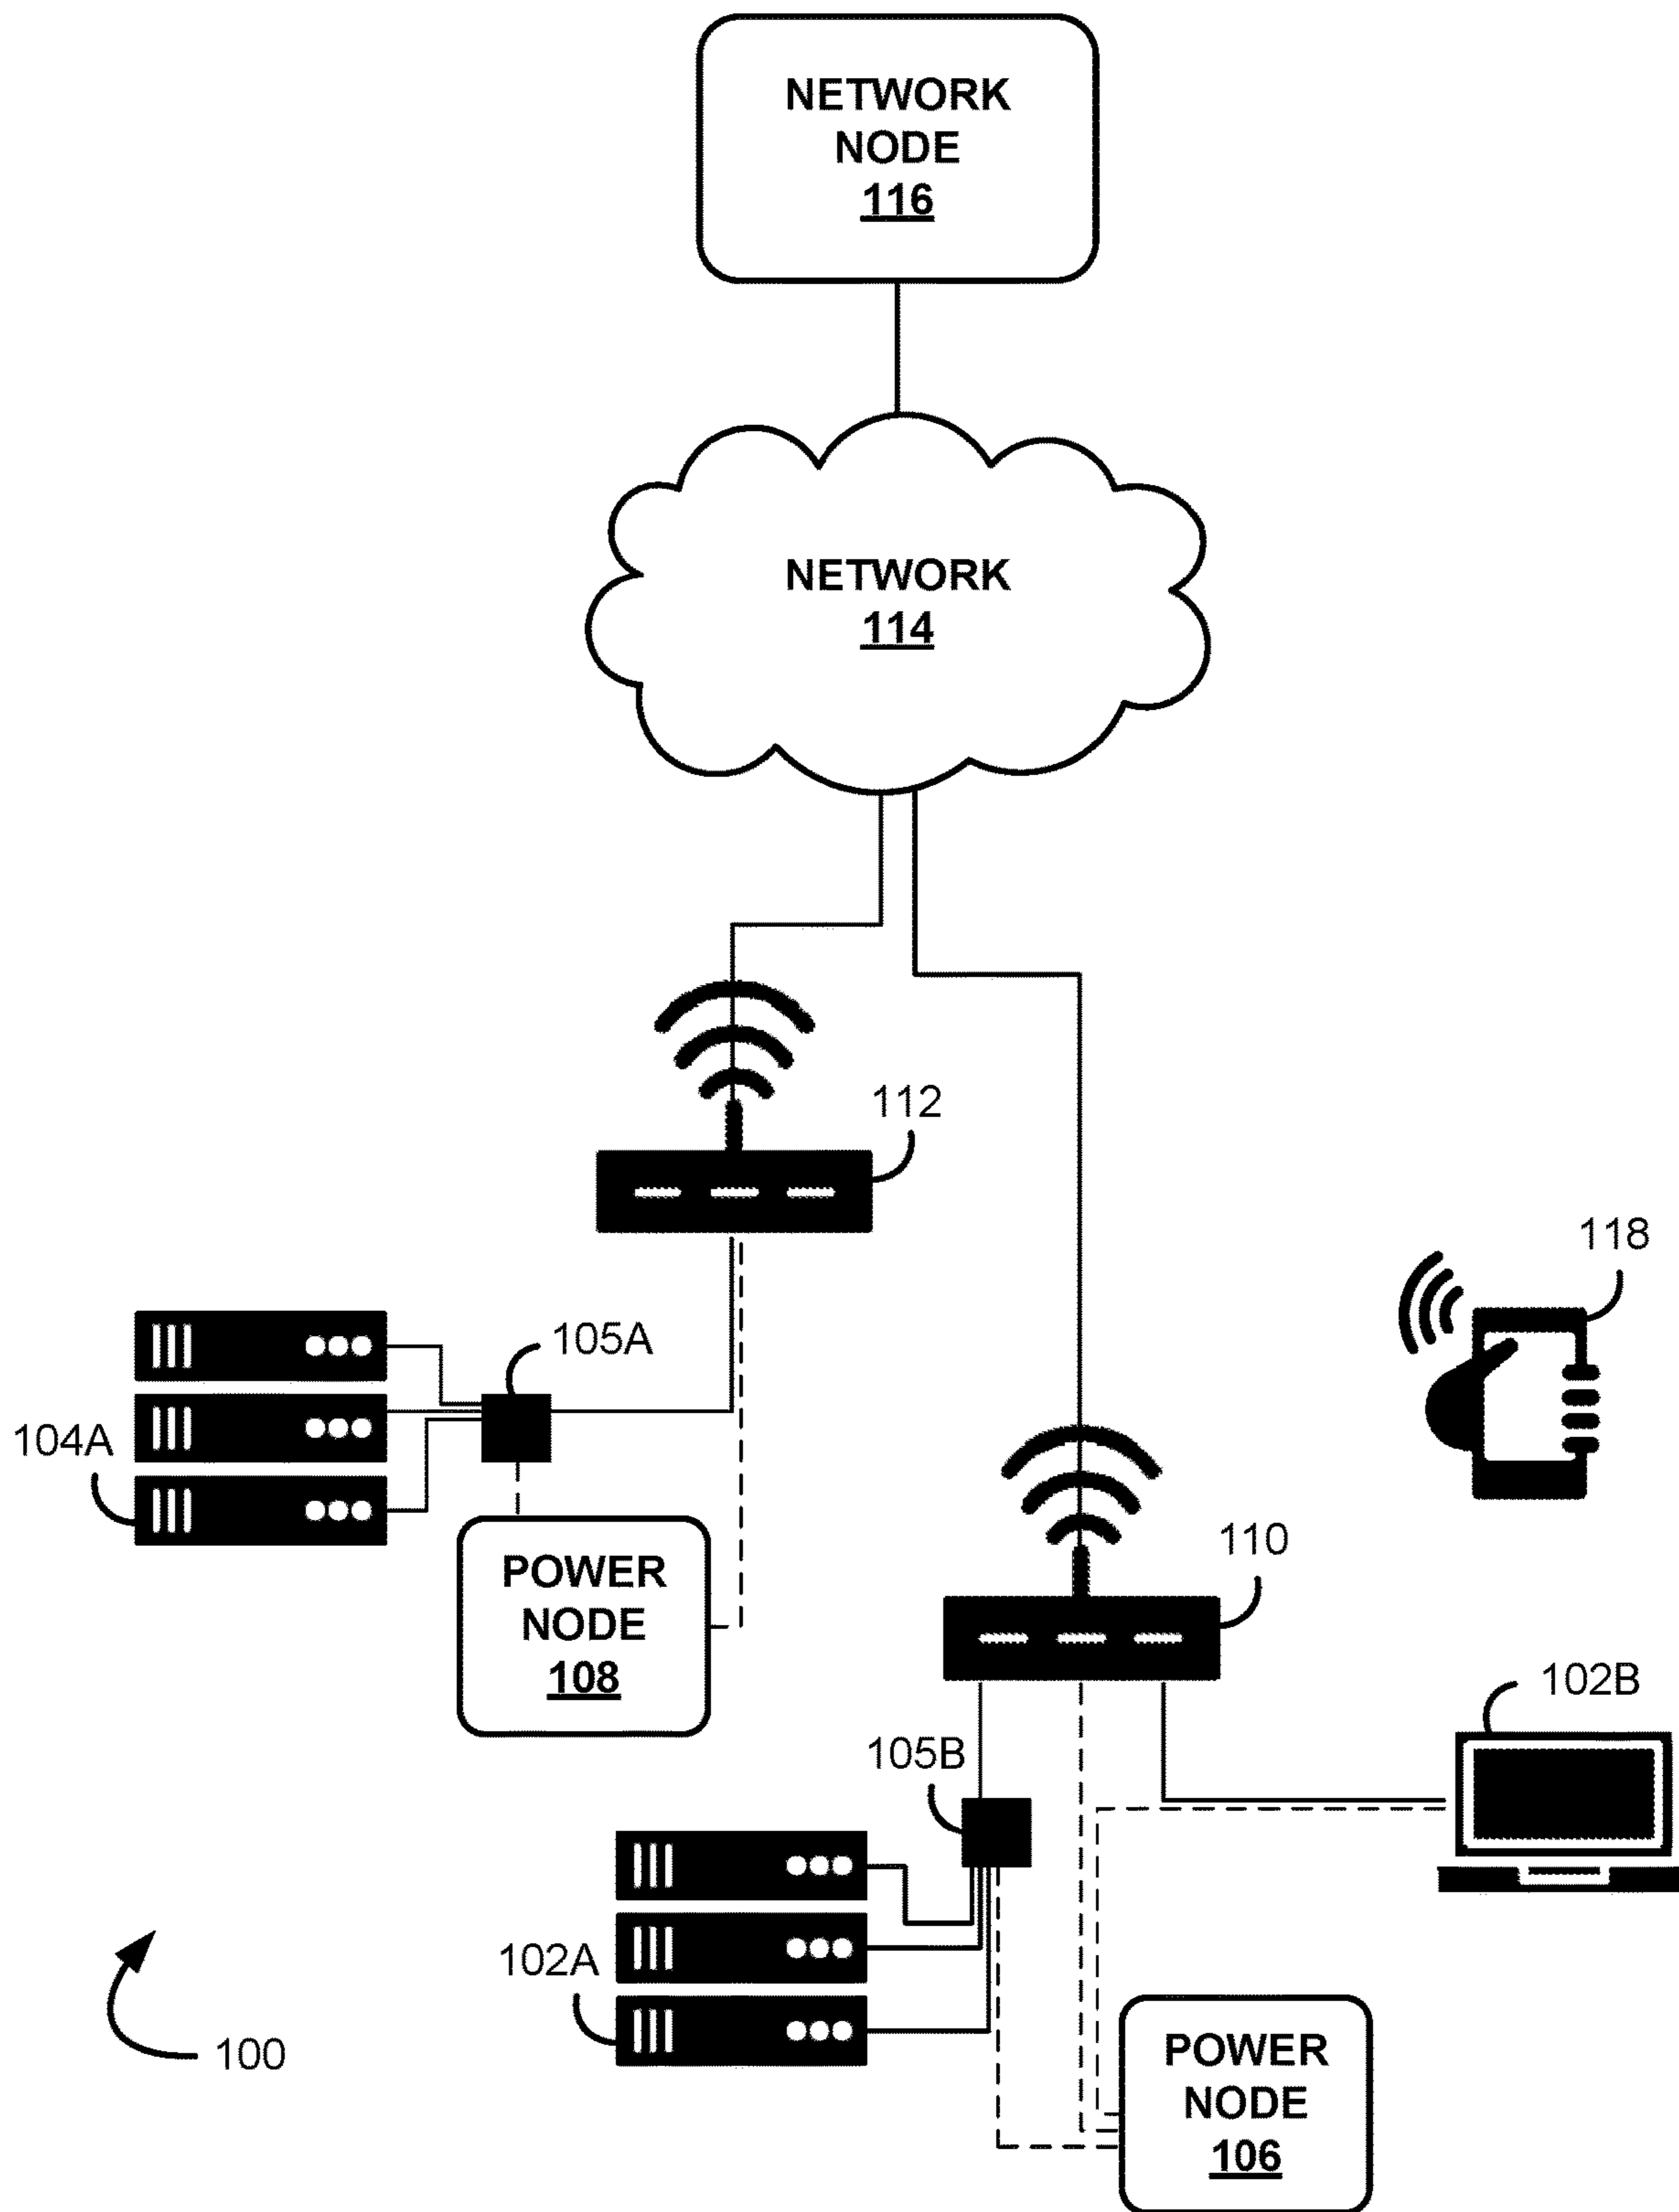 NETWORK
NODE
116
NETWORK
114
112
118
105A
104A
POWER
NODE
108
110
102B
105B
102A
100
POWER
NODE
106